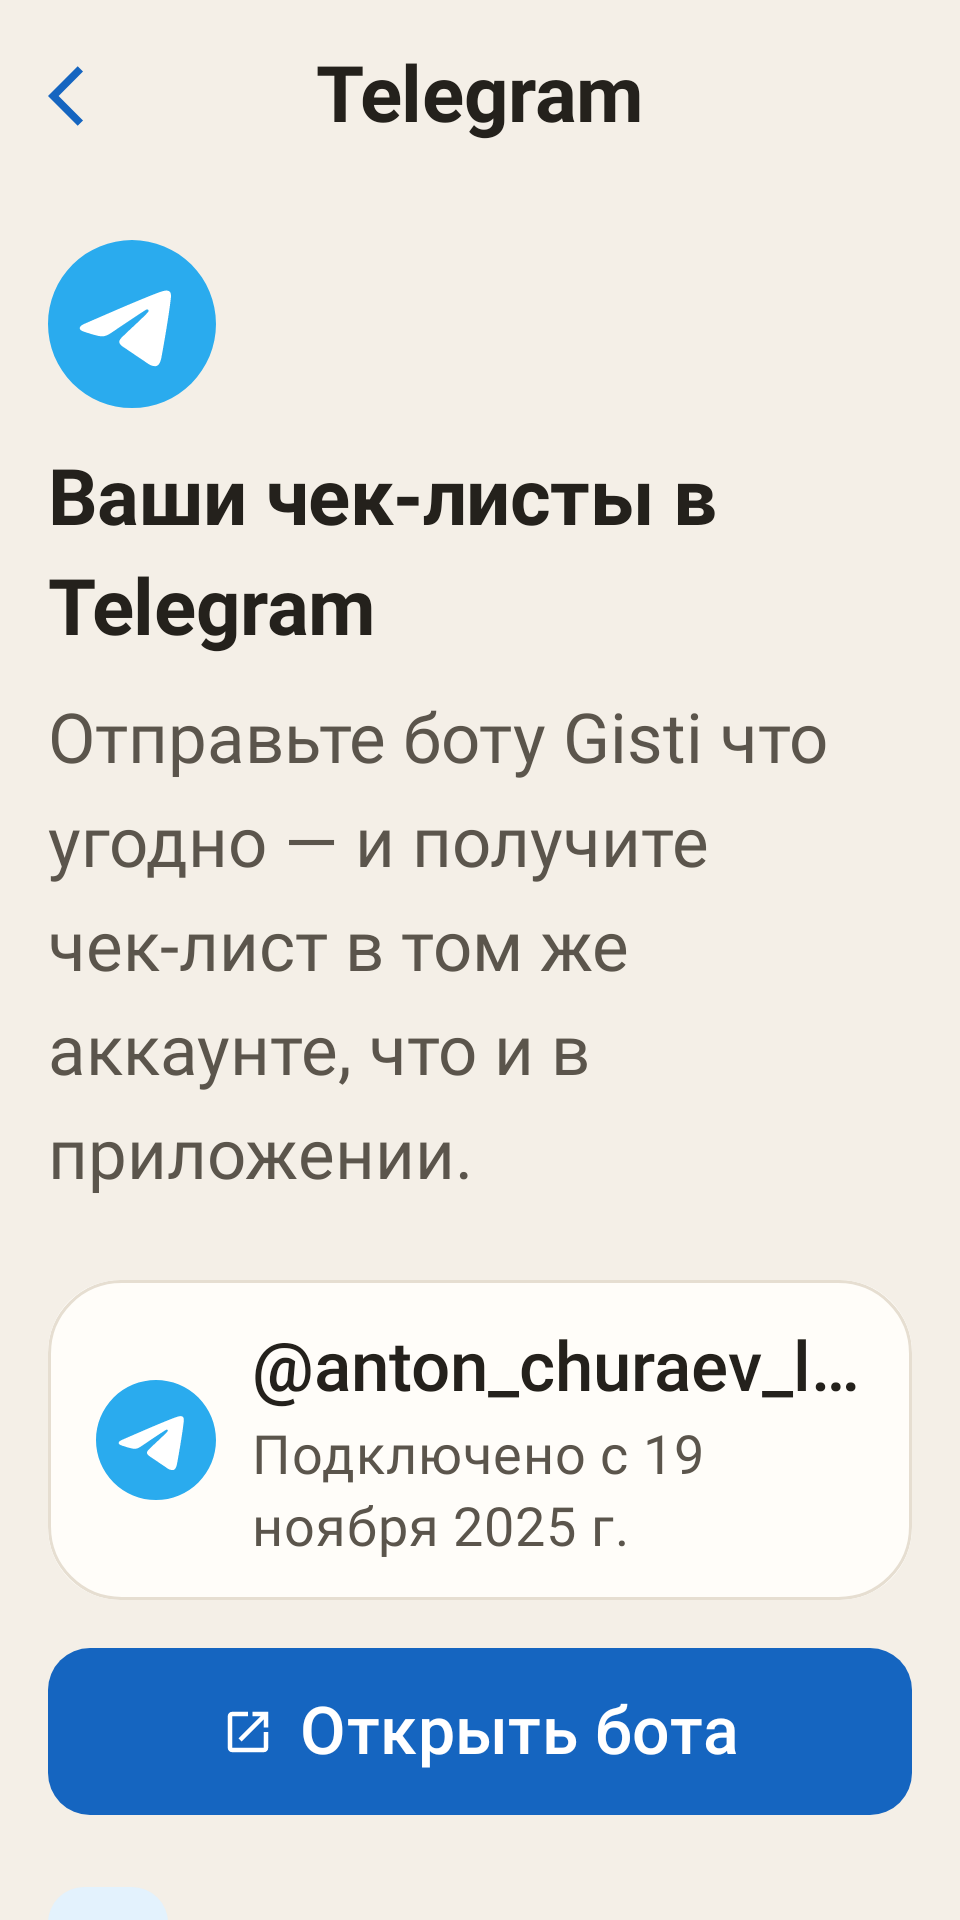 Telegram
Ваши чек-листы в
Telegram
Отправьте боту Gisti что
угодно — и получите
чек-лист в том же
аккаунте, что и в
приложении.
@anton_churaev_l…
Подключено с 19
ноября 2025 г.
Открыть бота